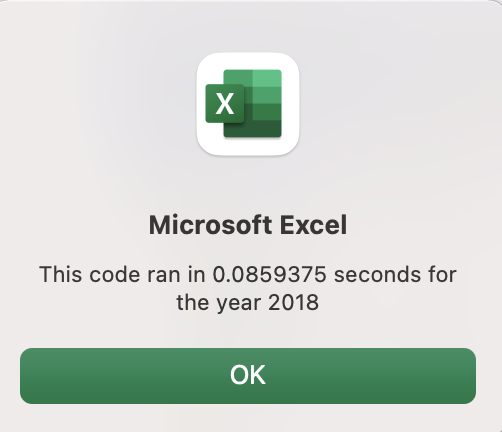 X
Microsoft Excel
This code ran in 0.0859375 seconds for
the year 2018
OK